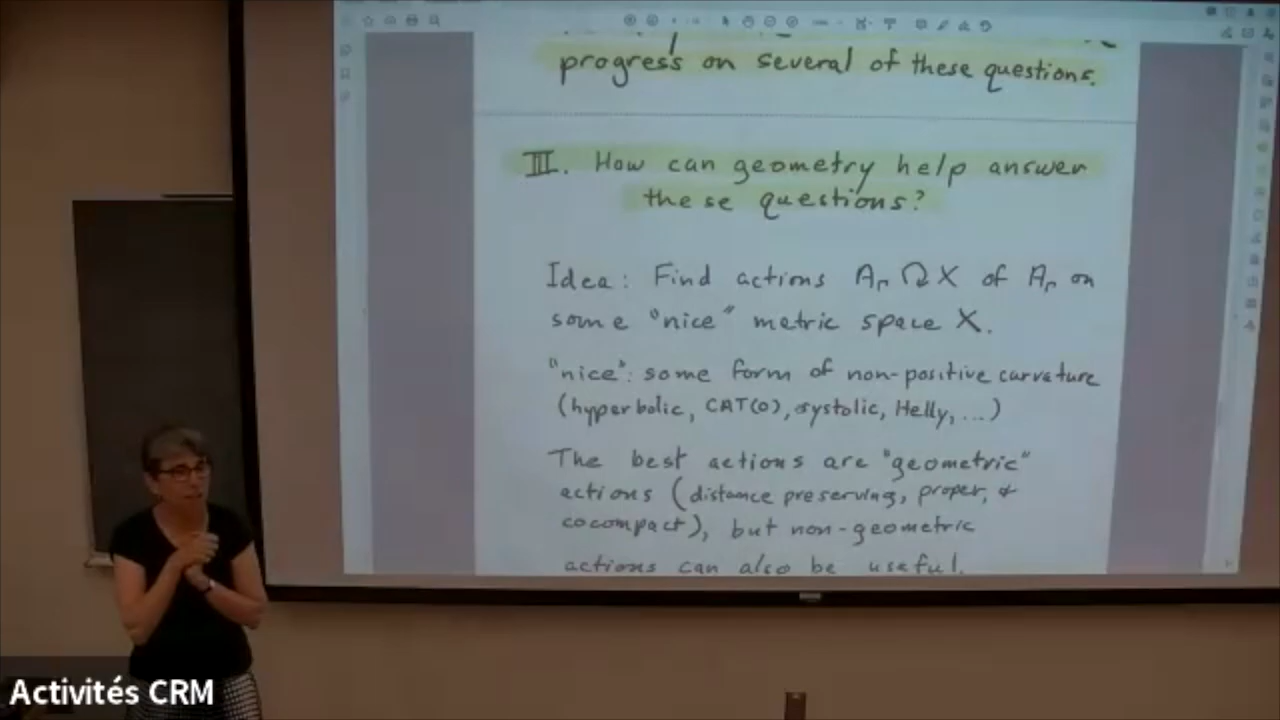 progress on several of these questions.
III. How can geometry help answer
these questions?
Idea: Find actions A_Γ ↷ X of A_Γ on
some "nice" metric space X.
"nice": some form of non-positive curvature
(hyperbolic, CAT(0), systolic, Helly, ...)
The best actions are "geometric"
actions (distance preserving, proper, &
cocompact), but non-geometric
actions can also be useful.
Activités CRM